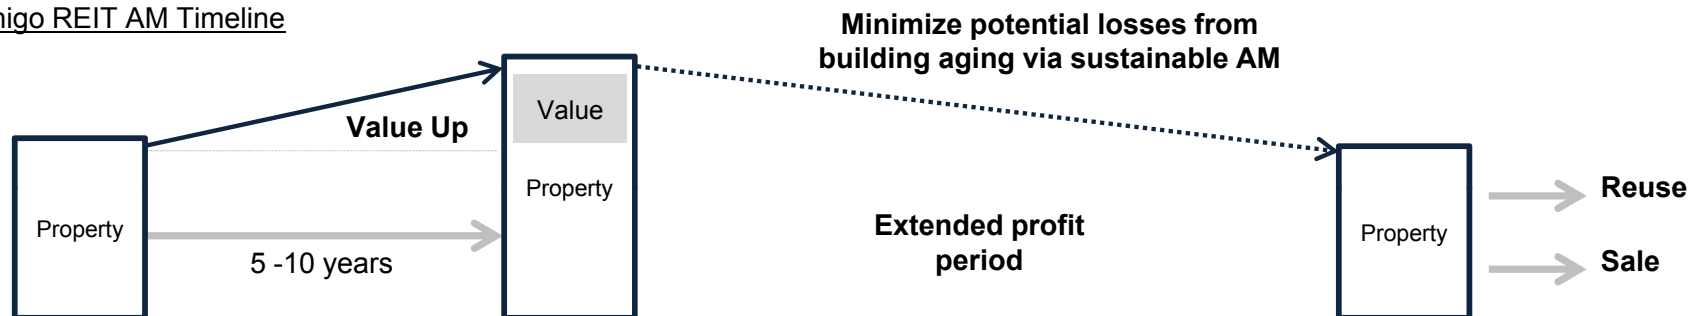 REIT AM Timeline
Minimize potential losses from
building aging via sustainable AM
Value
Value Up
Property
Property
5 -10 years
Extended profit
period
Property
Reuse
Sale